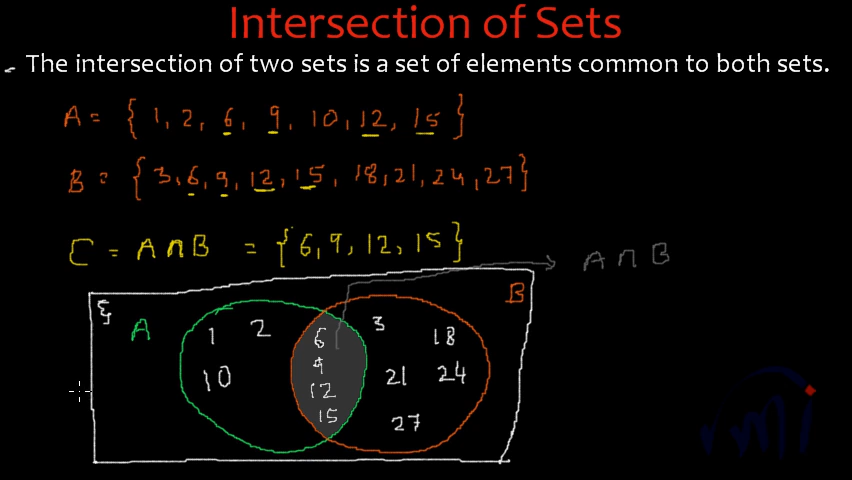 Intersection of Sets
The intersection of two sets is a set of elements common to both sets.
A = { 1, 2, 6, 9, 10, 12, 15 }
B = { 3, 6, 9, 12, 15, 18, 21, 24, 27 }
C = A ∩ B = { 6, 9, 12, 15 }
A ∩ B
B
A
1 2 6 3 18
10 9 21 24
12
15 27